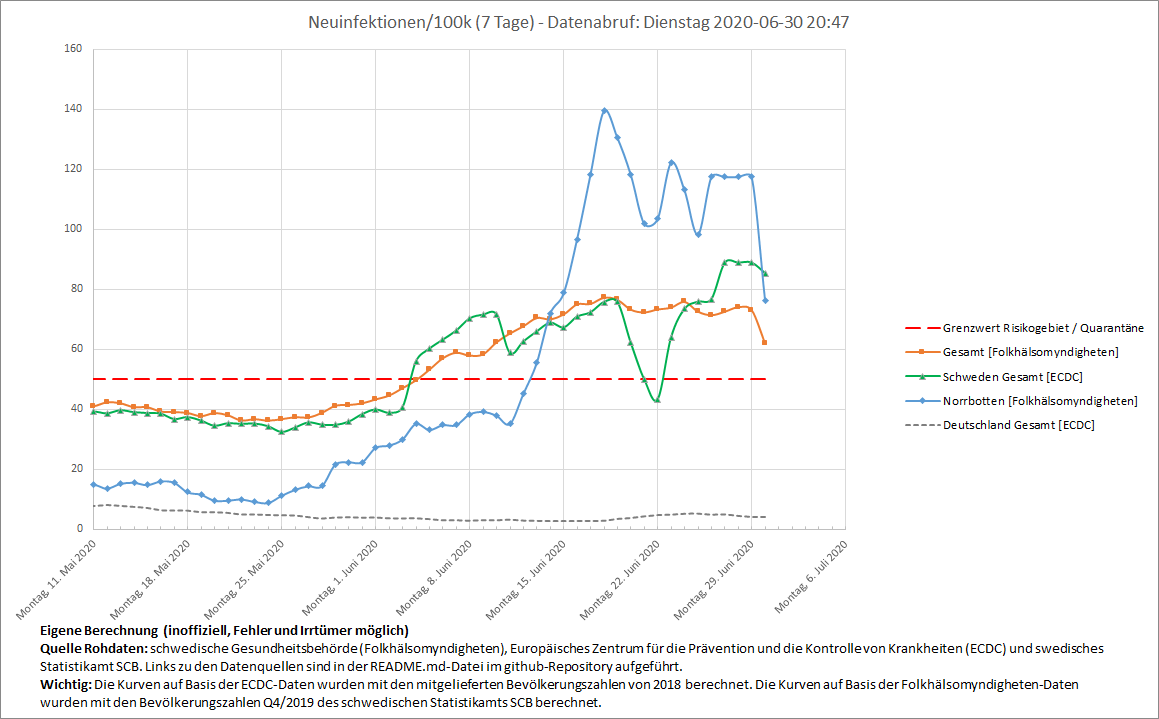 Neuinfektionen/100k (7 Tage) - Datenabruf: Dienstag 2020-06-30 20:47
160
140
120
100
80
60
40
20
0
Montag, 11. Mai 2020
Montag, 18. Mai 2020
Montag, 25. Mai 2020
Montag, 1. Juni 2020
Montag, 8. Juni 2020
Montag, 15. Juni 2020
Montag, 22. Juni 2020
Montag, 29. Juni 2020
Montag, 6. Juli 2020
Grenzwert Risikogebiet / Quarantäne
Gesamt [Folkhälsomyndigheten]
Schweden Gesamt [ECDC]
Norrbotten [Folkhälsomyndigheten]
Deutschland Gesamt [ECDC]
Eigene Berechnung (inoffiziell, Fehler und Irrtümer möglich)
Quelle Rohdaten: schwedische Gesundheitsbehörde (Folkhälsomyndigheten), Europäisches Zentrum für die Prävention und die Kontrolle von Krankheiten (ECDC) und swedisches
Statistikamt SCB. Links zu den Datenquellen sind in der README.md-Datei im github-Repository aufgeführt.
Wichtig: Die Kurven auf Basis der ECDC-Daten wurden mit den mitgelieferten Bevölkerungszahlen von 2018 berechnet. Die Kurven auf Basis der Folkhälsomyndigheten-Daten
wurden mit den Bevölkerungszahlen Q4/2019 des schwedischen Statistikamts SCB berechnet.